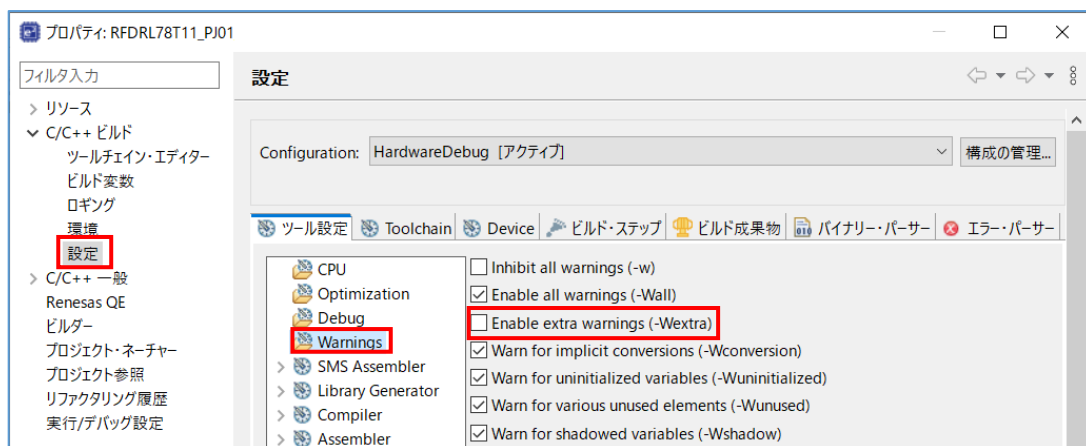 プロパティ: RFDRL78T11_PJ01
フィルタ入力
設定
リソース
C/C++ ビルド
ツールチェイン・エディター
ビルド変数
ロギング
環境
設定
C/C++ 一般
Renesas QE
ビルダー
プロジェクト・ネーチャー
プロジェクト参照
リファクタリング履歴
実行/デバッグ設定
Configuration: HardwareDebug [アクティブ] 構成の管理...
ツール設定 Toolchain Device ビルド・ステップ ビルド成果物 バイナリー・パーサー エラー・パーサー
CPU
Optimization
Debug
Warnings
SMS Assembler
Library Generator
Compiler
Assembler
Inhibit all warnings (-w)
Enable all warnings (-Wall)
Enable extra warnings (-Wextra)
Warn for implicit conversions (-Wconversion)
Warn for uninitialized variables (-Wuninitialized)
Warn for various unused elements (-Wunused)
Warn for shadowed variables (-Wshadow)